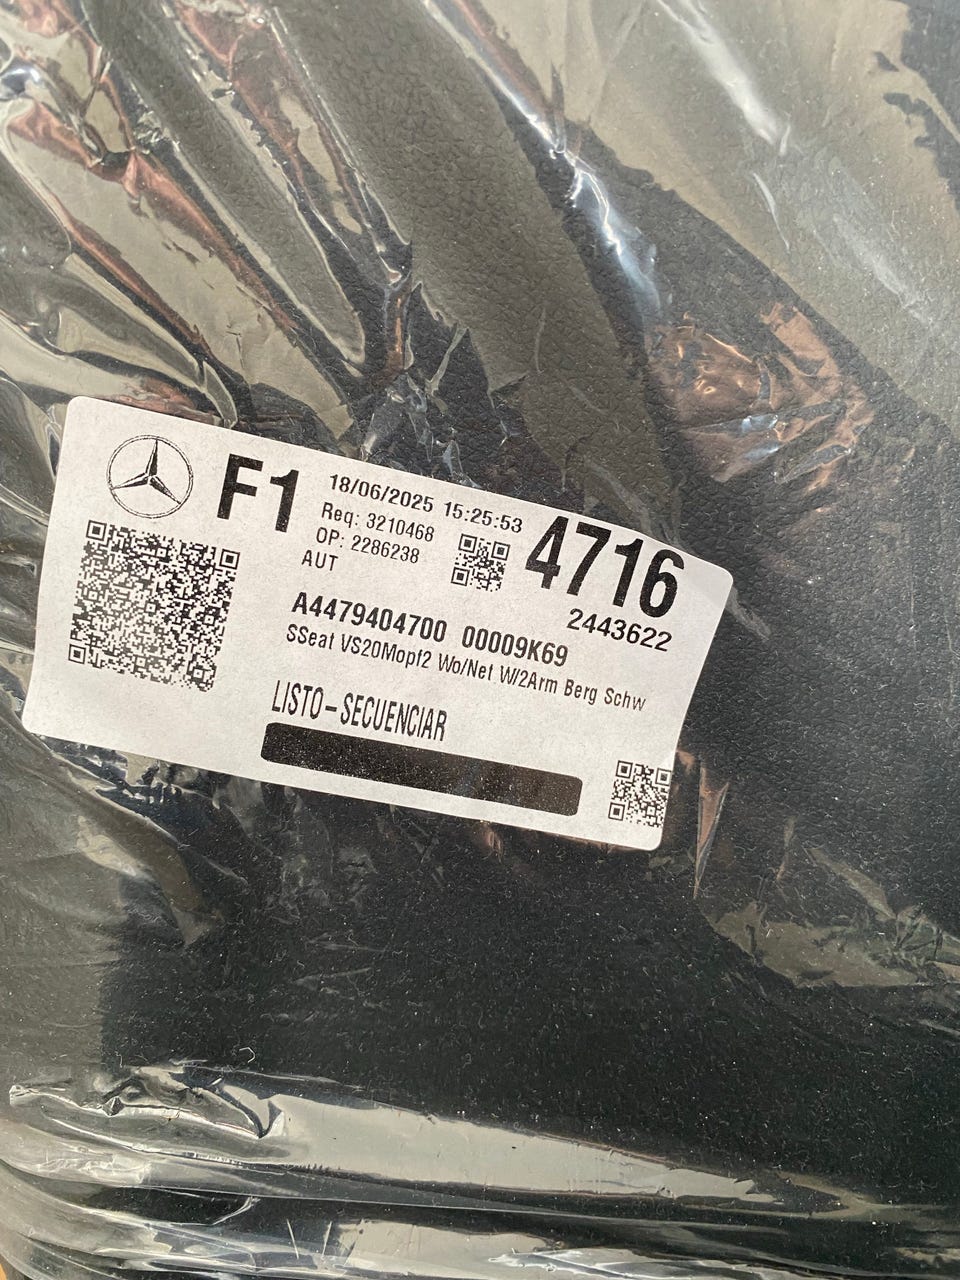 F1
18/06/2025 15:25:53
Req: 3210468
OP: 2286238
AUT
4716
2443622
A4479404700 00009K69
SSeat VS20Mopf2 Wo/Net W/2Arm Berg Schw
LISTO-SECUENCIAR